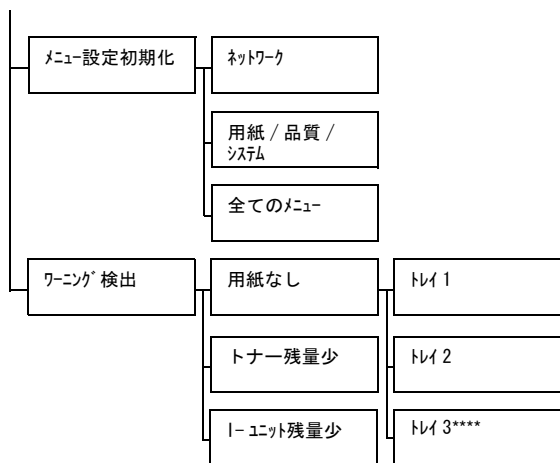 ﾒﾆｭｰ設定初期化
ﾈｯﾄﾜｰｸ
用紙 / 品質 /
ｼｽﾃﾑ
全てのﾒﾆｭｰ
ﾜｰﾆﾝｸﾞ検出
用紙なし
ﾄﾚｲ 1
トナー残量少
ﾄﾚｲ 2
I- ﾕﾆｯﾄ残量少
ﾄﾚｲ 3****